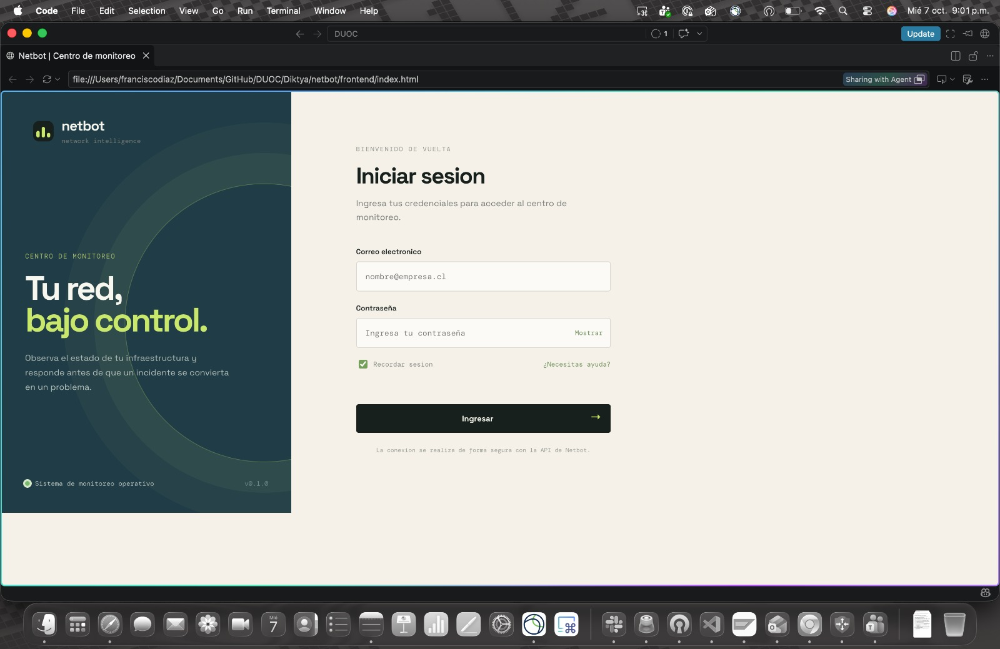 Code File Edit Selection View Go Run Terminal Window Help Mié 7 oct. 9:01 p.m.
DUOC 1 Update
Netbot | Centro de monitoreo
file:///Users/franciscodiaz/Documents/GitHub/DUOC/Diktya/netbot/frontend/index.html Sharing with Agent
netbot
network intelligence
CENTRO DE MONITOREO
Tu red,
bajo control.
Observa el estado de tu infraestructura y
responde antes de que un incidente se convierta
en un problema.
Sistema de monitoreo operativo v0.1.0
BIENVENIDO DE VUELTA
Iniciar sesion
Ingresa tus credenciales para acceder al centro de
monitoreo.
Correo electronico
nombre@empresa.cl
Contraseña
Ingresa tu contraseña Mostrar
Recordar sesion ¿Necesitas ayuda?
Ingresar →
La conexion se realiza de forma segura con la API de Netbot.
Mié
7